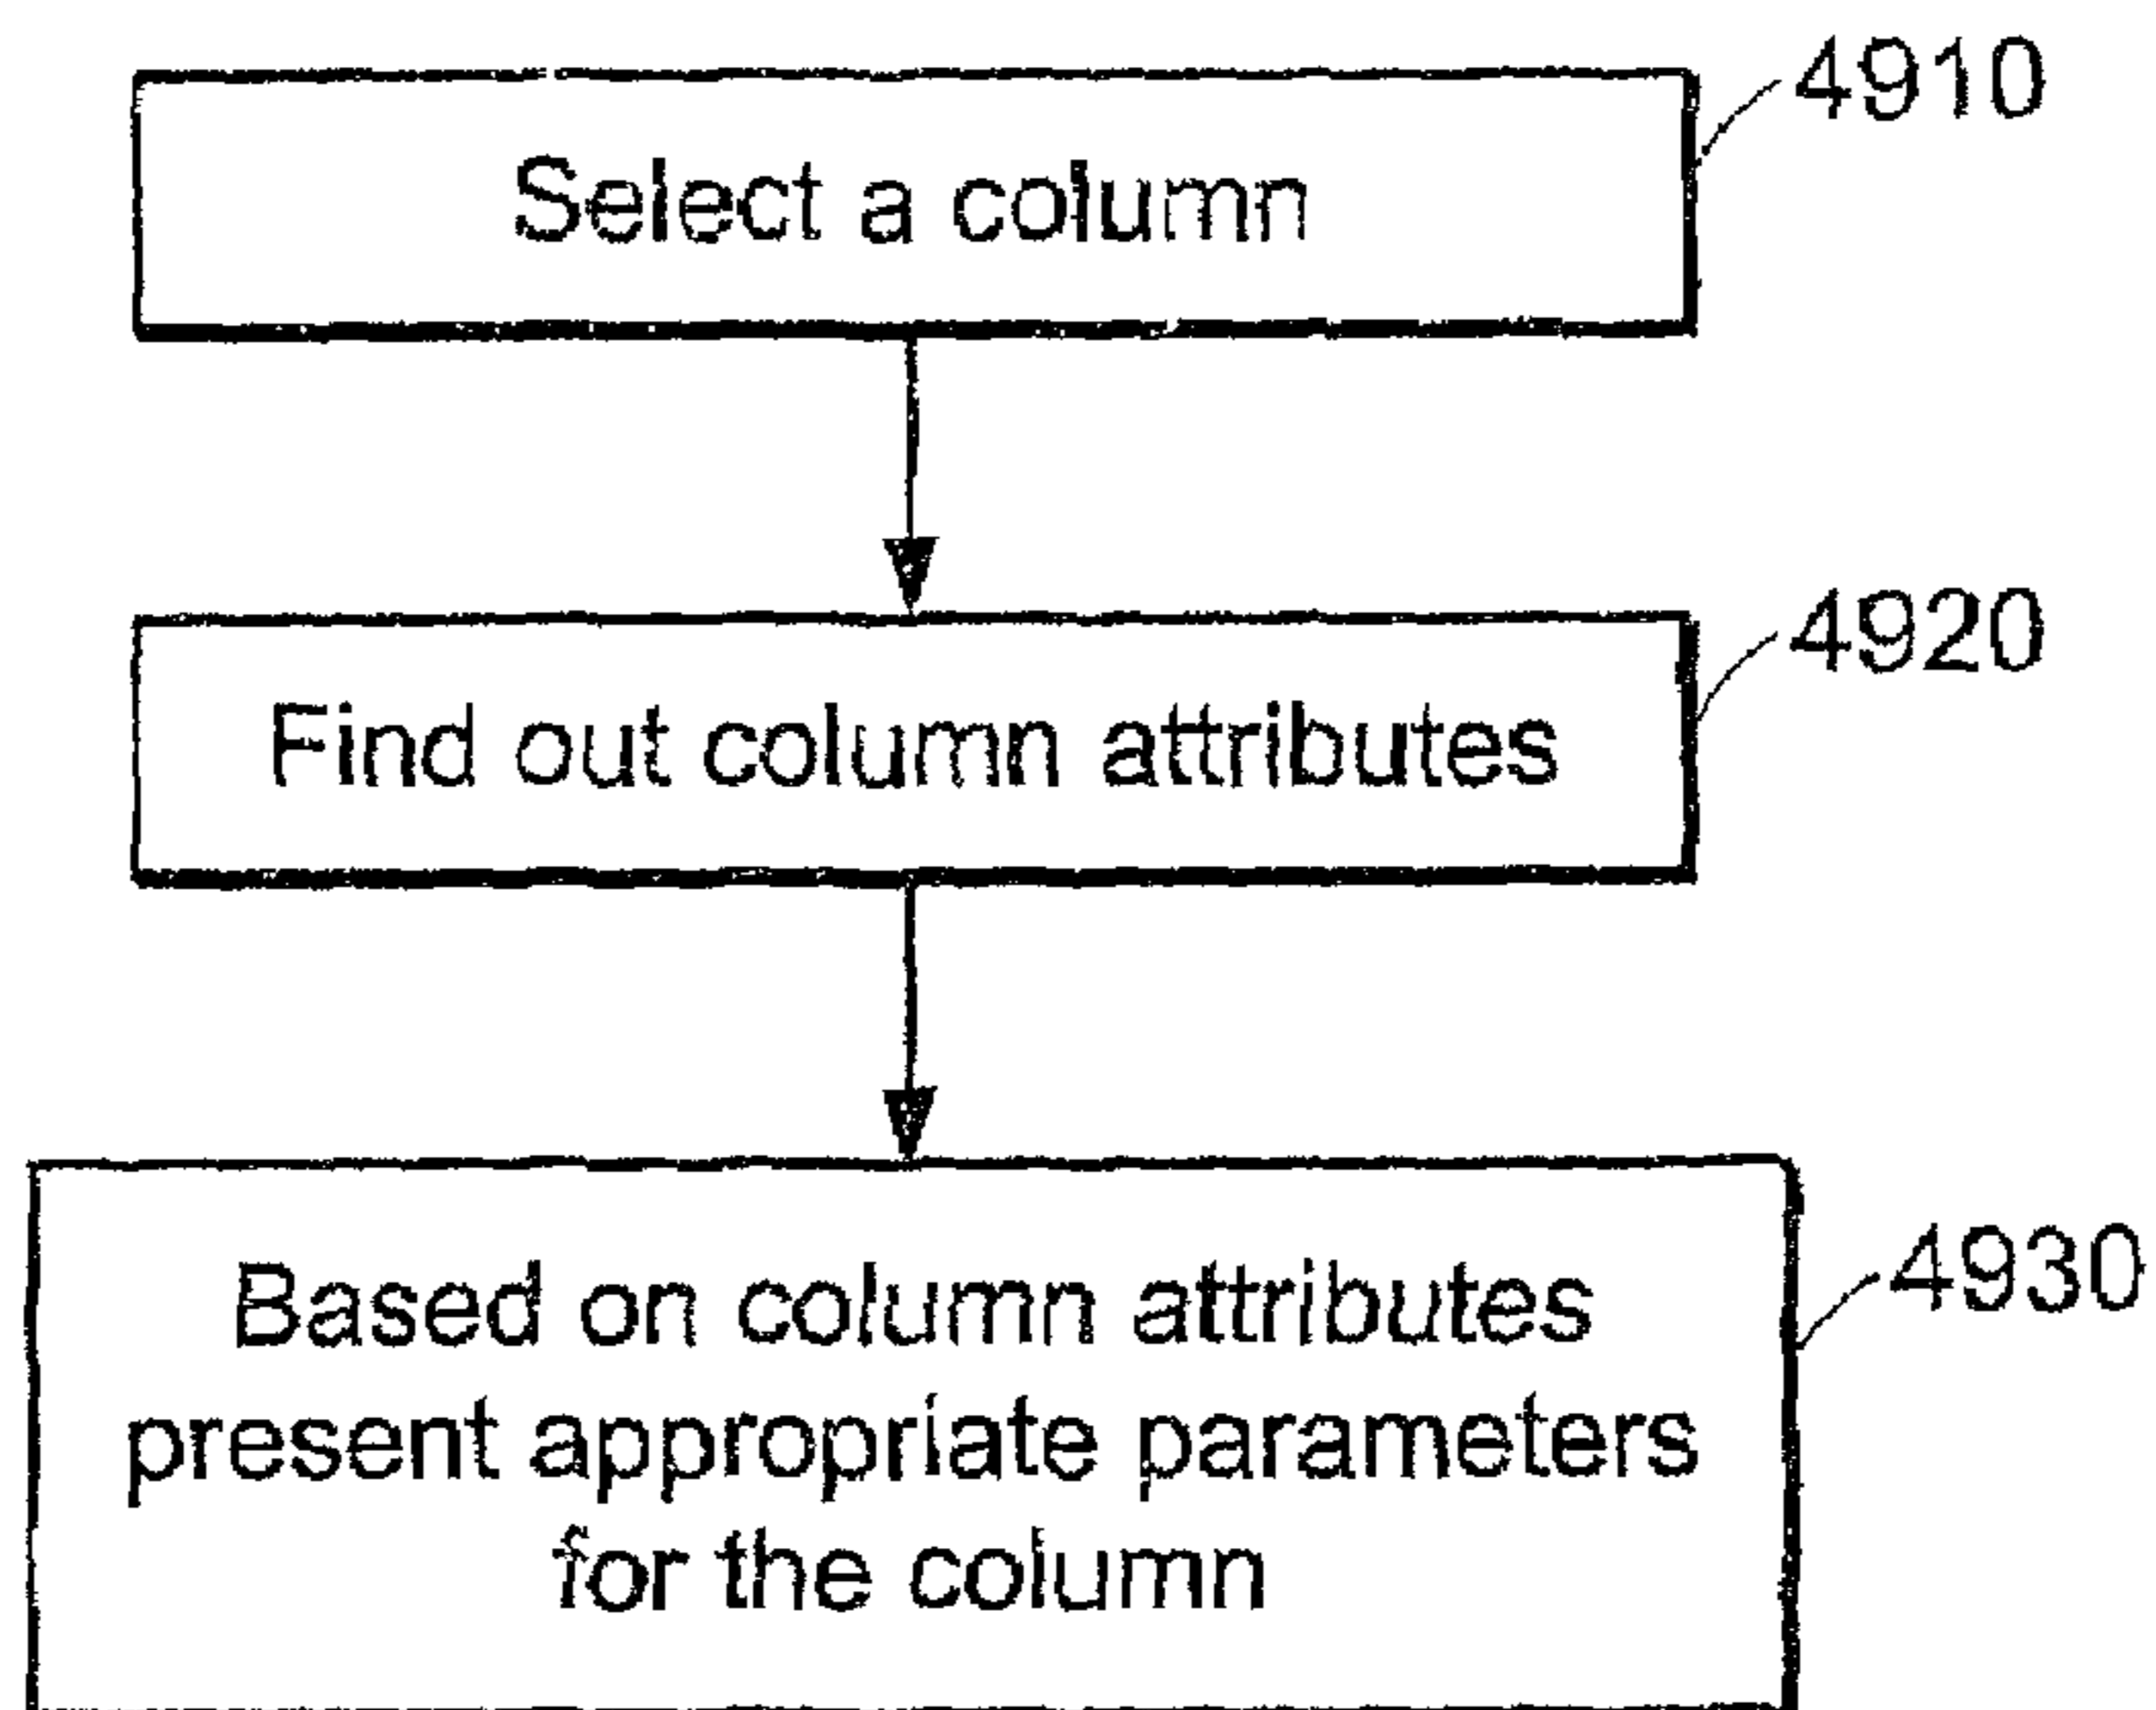 4910
Select a column
4920
Find out column attributes
4930
Based on column attributes
present appropriate parameters
for the column